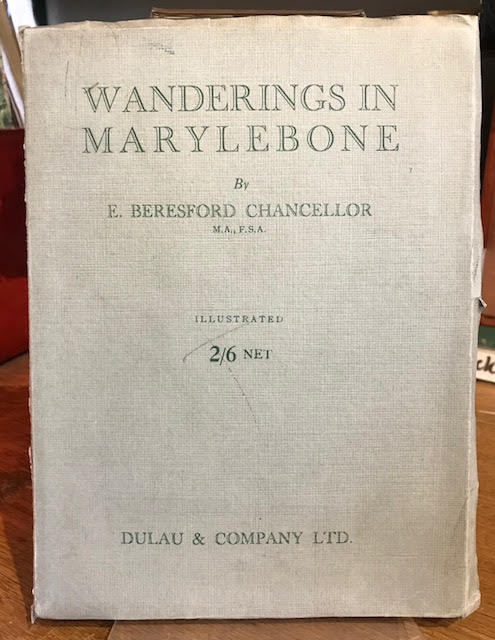 WANDERINGS IN
MARYLEBONE
By
E. BERESFORD CHANCELLOR
M.A., F.S.A.
ILLUSTRATED
2/6 NET
DULAU & COMPANY LTD.